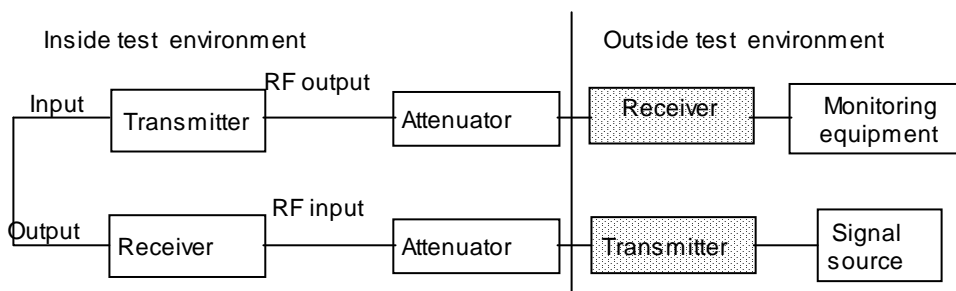 Inside test environment
Outside test environment
RF output
Input
Transmitter
Attenuator
Receiver
Monitoring
equipment
RF input
Output
Receiver
Attenuator
Transmitter
Signal
source